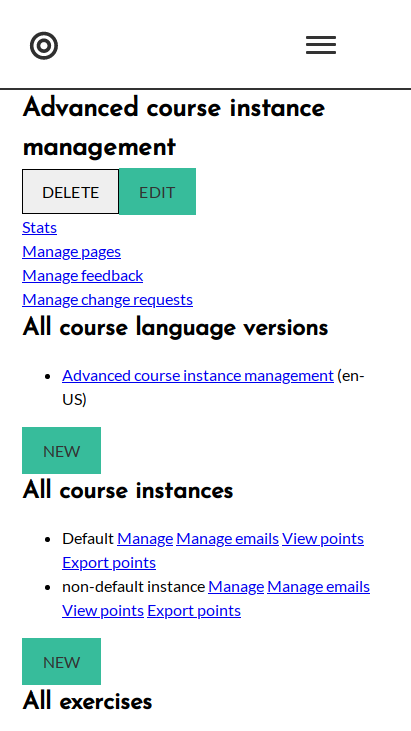 Advanced course instance
management
DELETE EDIT
Stats
Manage pages
Manage feedback
Manage change requests
All course language versions
Advanced course instance management (en-
US)
NEW
All course instances
Default Manage Manage emails View points
Export points
non-default instance Manage Manage emails
View points Export points
NEW
All exercises